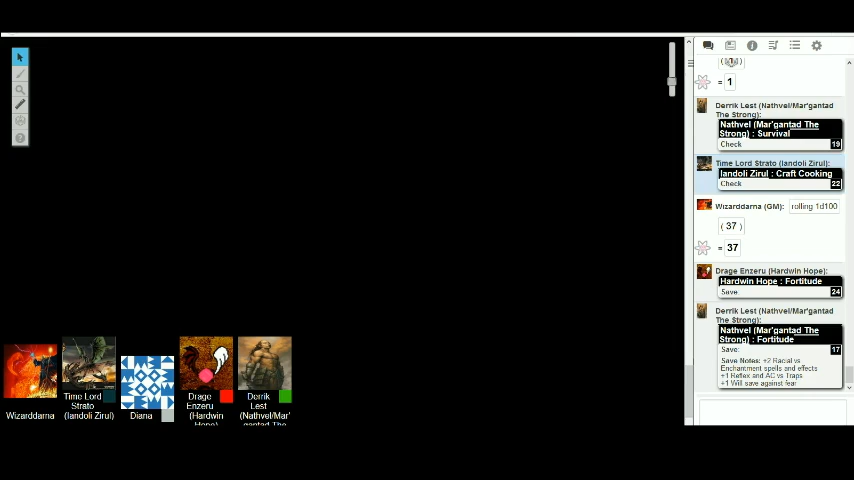 = 1
Derrik Lest (Nathvel/Mar'gantad
The Strong):
Nathvel (Mar'gantad The
Strong) : Survival
Check
19
Time Lord Strato (Iandoli Zirul):
Iandoli Zirul : Craft Cooking
Check
22
Wizarddarna (GM):
rolling 1d100
( 37 )
= 37
Drage Enzeru (Hardwin Hope):
Hardwin Hope : Fortitude
Save
24
Derrik Lest (Nathvel/Mar'gantad
The Strong):
Nathvel (Mar'gantad The
Strong) : Fortitude
Save:
17
Save Notes: +2 Racial vs
Enchantment spells and effects
+1 Reflex and AC vs Traps
+1 Will save against fear
Wizarddarna
Time Lord
Strato
(Iandoli Zirul)
Diana
Drage
Enzeru
(Hardwin
Hope)
Derrik
Lest
(Nathvel/Mar'
gantad The